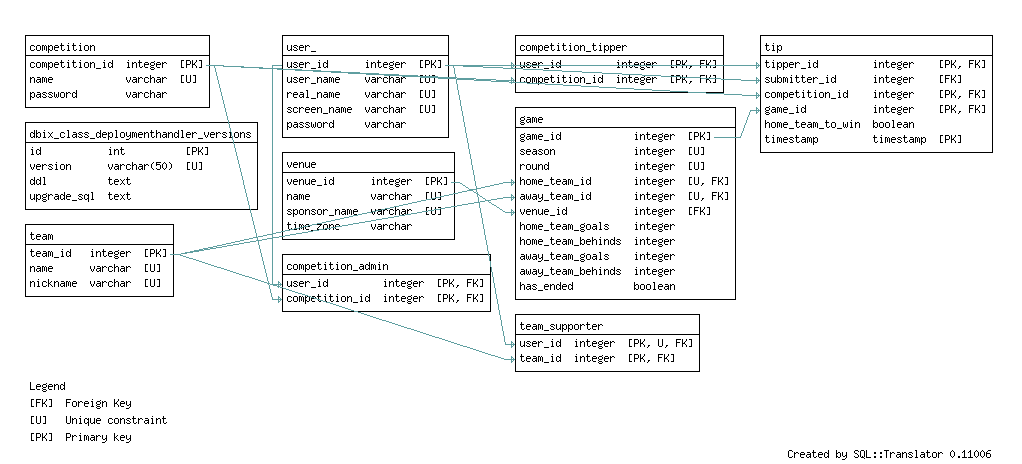 competition
competition_id integer [PK]
name varchar [U]
password varchar
dbix_class_deploymenthandler_versions
id int [PK]
version varchar(50) [U]
ddl text
upgrade_sql text
team
team_id integer [PK]
name varchar [U]
nickname varchar [U]
user_
user_id integer [PK]
user_name varchar [U]
real_name varchar [U]
screen_name varchar [U]
password varchar
venue
venue_id integer [PK]
name varchar [U]
sponsor_name varchar [U]
time_zone varchar
competition_admin
user_id integer [PK, FK]
competition_id integer [PK, FK]
competition_tipper
user_id integer [PK, FK]
competition_id integer [PK, FK]
game
game_id integer [PK]
season integer [U]
round integer [U]
home_team_id integer [U, FK]
away_team_id integer [U, FK]
venue_id integer [FK]
home_team_goals integer
home_team_behinds integer
away_team_goals integer
away_team_behinds integer
has_ended boolean
team_supporter
user_id integer [PK, U, FK]
team_id integer [PK, FK]
tip
tipper_id integer [PK, FK]
submitter_id integer [FK]
competition_id integer [PK, FK]
game_id integer [PK, FK]
home_team_to_win boolean
timestamp timestamp [PK]
Legend
[FK] Foreign Key
[U] Unique constraint
[PK] Primary key
Created by SQL::Translator 0.11006